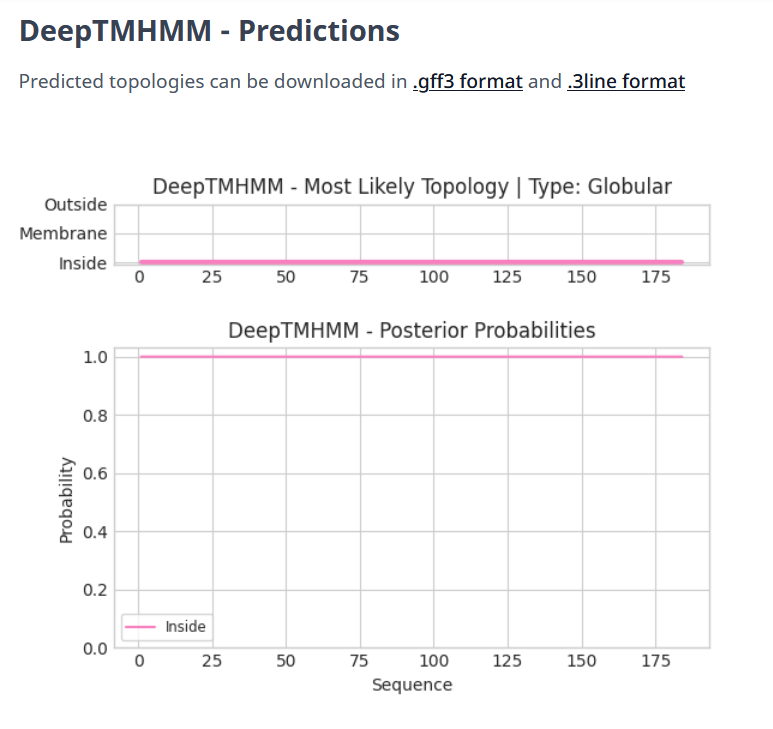 DeepTMHMM - Predictions
Predicted topologies can be downloaded in .gff3 format and .3line format
DeepTMHMM - Most Likely Topology | Type: Globular
Outside
Membrane
Inside
0 25 50 75 100 125 150 175
DeepTMHMM - Posterior Probabilities
1.0
0.8
0.6
0.4
0.2
0.0
Probability
Inside
0 25 50 75 100 125 150 175
Sequence